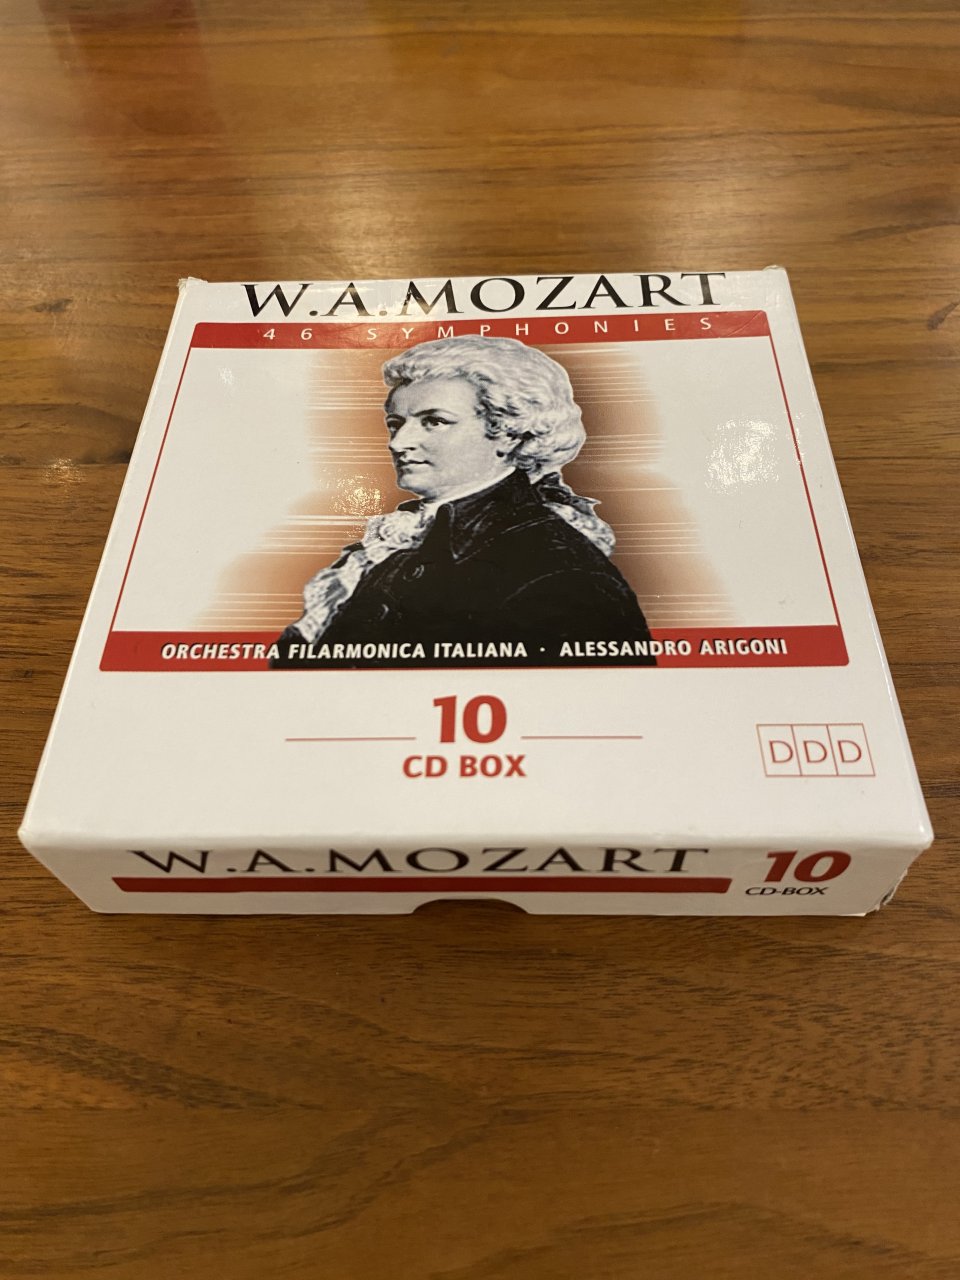 W.A.MOZART
46 SYMPHONIES
ORCHESTRA FILARMONICA ITALIANA · ALESSANDRO ARIGONI
10
CD BOX
DDD
W.A.MOZART 10
CD-BOX